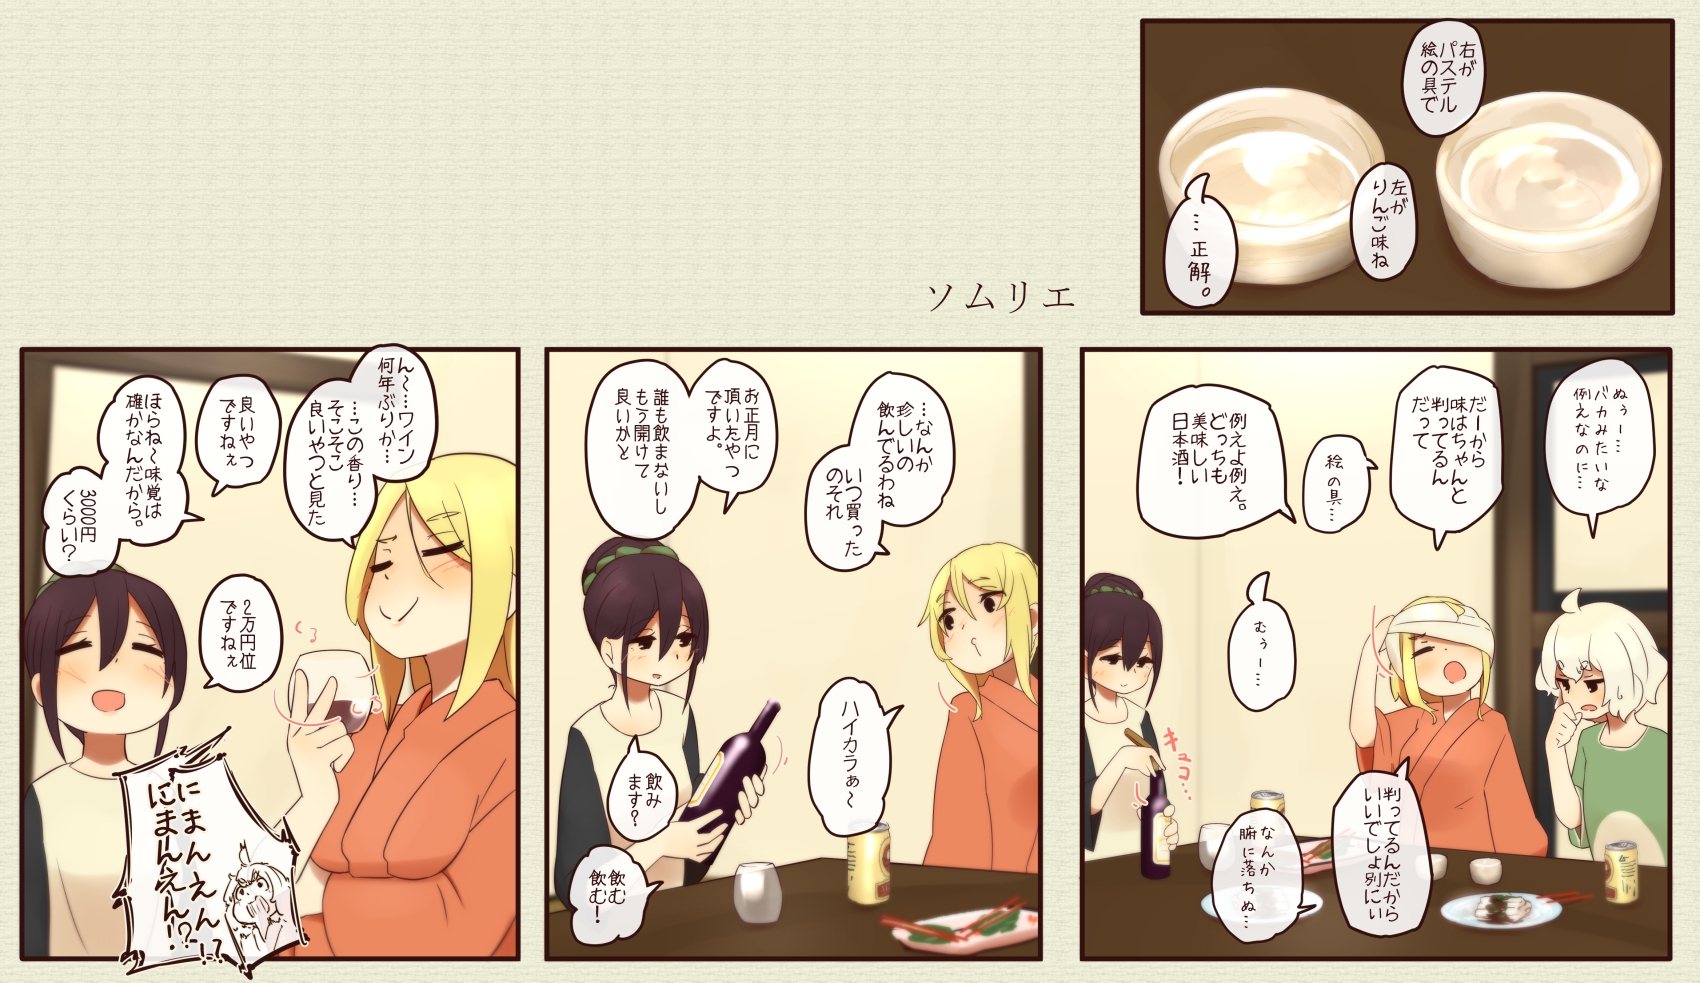 ソムリエ
右が
パステル
絵の具で
左が
りんご味ね
…正解。
ぬぅー…
バカみたいな
例えなのに…
だーから
味はちゃんと
判ってるん
だって
絵の具…
例えよ例え。
どっちも
美味しい
日本酒！
むぅー…
キュコ…
判ってるんだから
いいでしょ別にぃ
なんか
腑に落ちぬ…
…なんか
珍しいの
飲んでるわね
いつ買った
のそれ
お正月に
頂いたやつ
ですよ。
誰も飲まないし
もう開けて
良いかと
ハイカラぁ～
飲み
ます？
飲む
飲む！
ん～…ワイン
何年ぶりか…
…この香り…
そこそこ
良いやつと見た
良いやつ
ですねぇ
ほらね～味覚は
確かなんだから。
3000円
くらい？
2万円位
ですねぇ
にまんえん!?
にまんえん!?